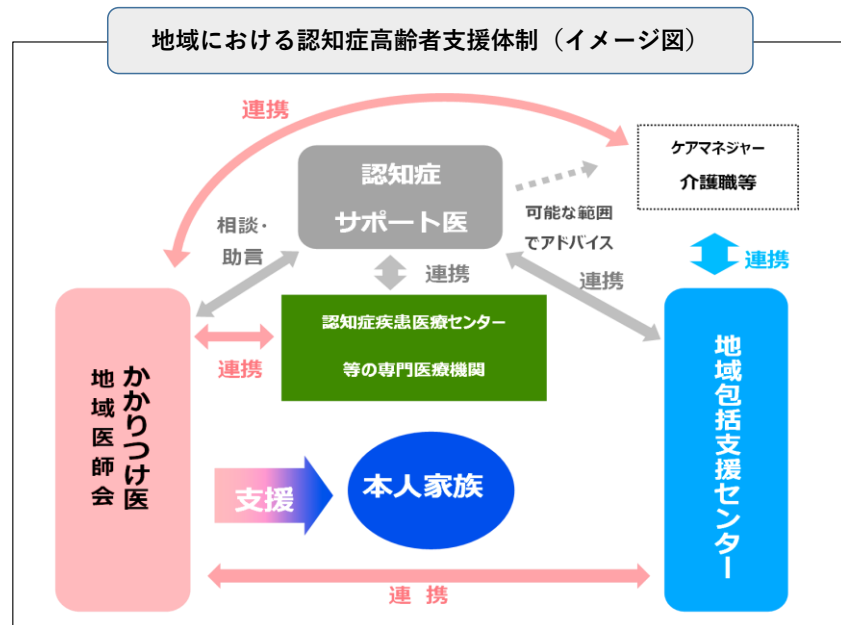 地域における認知症高齢者支援体制（イメージ図）
連携
ケアマネジャー
介護職等
認知症
サポート医
相談・
助言
可能な範囲
でアドバイス
連携
連携
連携
認知症疾患医療センター
等の専門医療機関
連携
かかりつけ医
地域医師会
地域包括支援センター
支援
本人家族
連 携